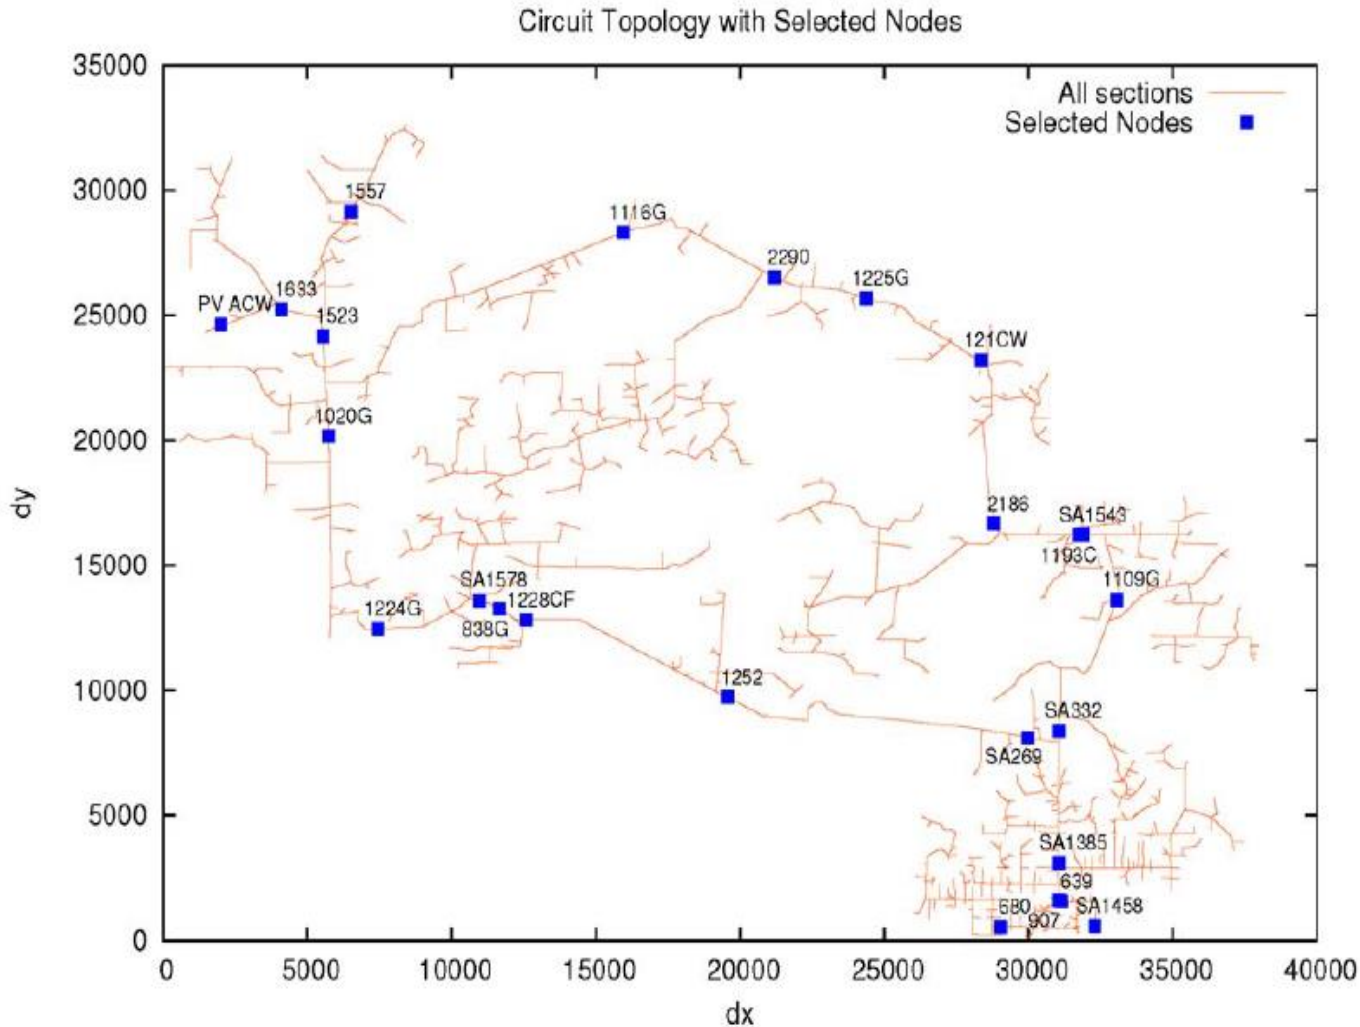 Circuit Topology with Selected Nodes
35000
30000
25000
20000
15000
10000
5000
0
dy
All sections
Selected Nodes
1557
1116G
2290
1225G
1633
PV ACW
1523
121CW
1020G
2186
SA1543
1193C
1109G
SA1578
1228CF
1224G
838G
1252
SA332
SA269
SA1385
639
680
907
SA1458
0
5000
10000
15000
20000
25000
30000
35000
40000
dx